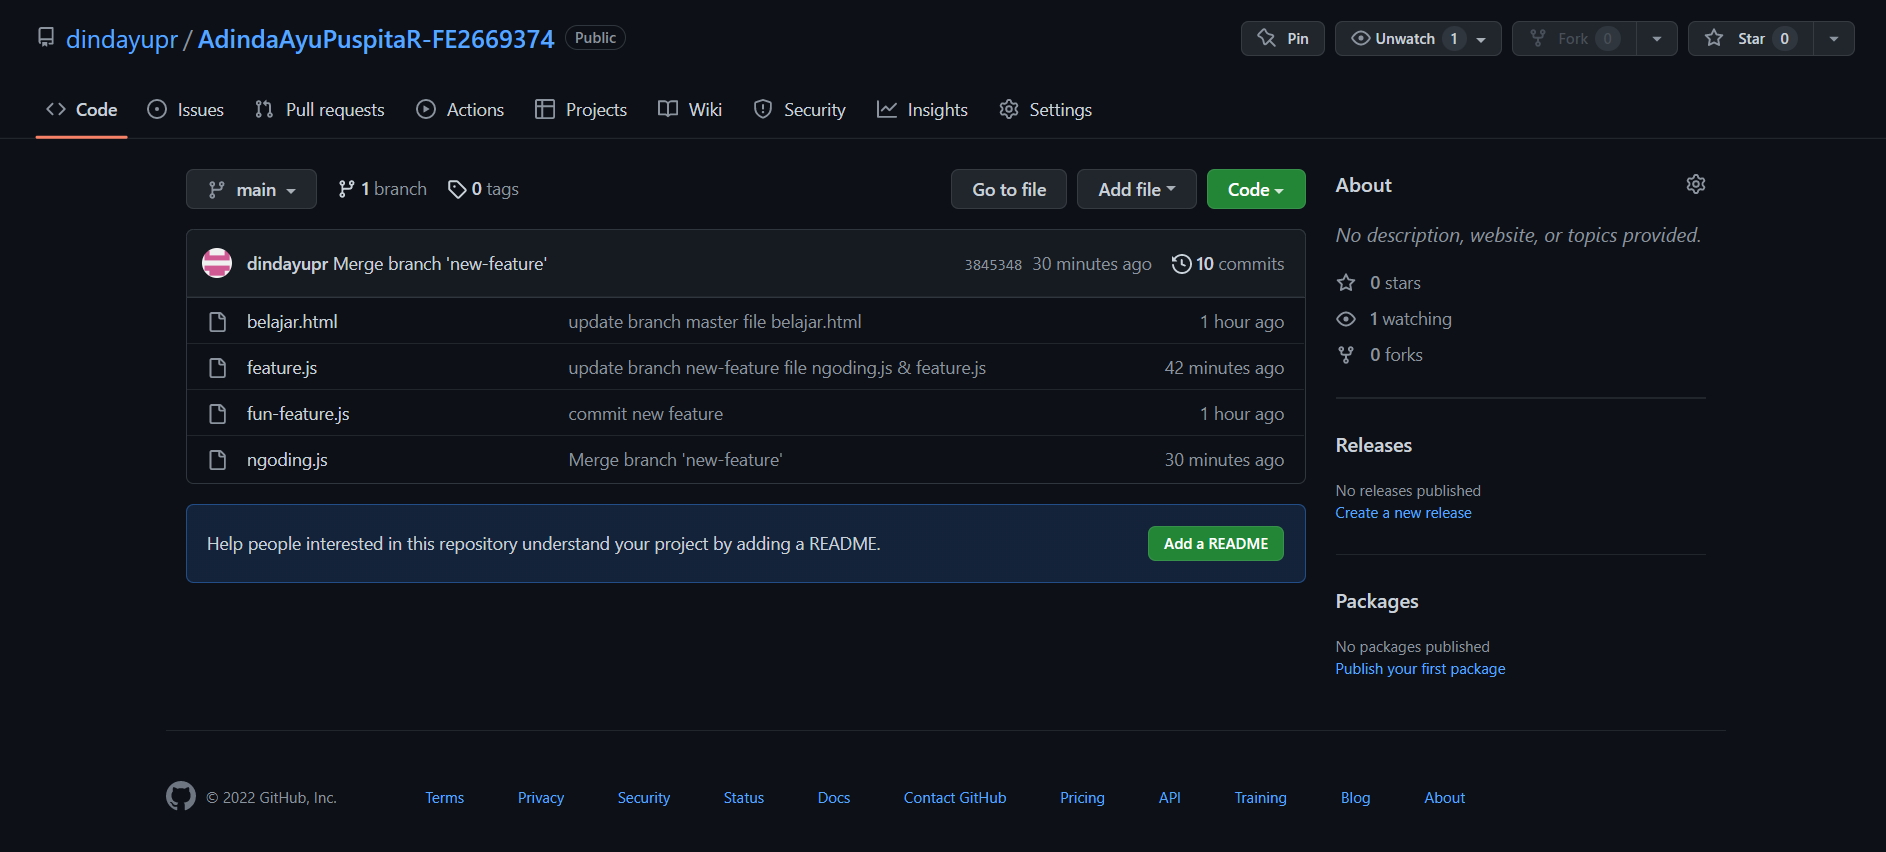 dindayupr / AdindaAyuPuspitaR-FE2669374 Public
Pin Unwatch 1 Fork 0 Star 0
Code Issues Pull requests Actions Projects Wiki Security Insights Settings
main 1 branch 0 tags Go to file Add file Code
dindayupr Merge branch 'new-feature' 3845348 30 minutes ago 10 commits
belajar.html update branch master file belajar.html 1 hour ago
feature.js update branch new-feature file ngoding.js & feature.js 42 minutes ago
fun-feature.js commit new feature 1 hour ago
ngoding.js Merge branch 'new-feature' 30 minutes ago
Help people interested in this repository understand your project by adding a README. Add a README
About
No description, website, or topics provided.
0 stars
1 watching
0 forks
Releases
No releases published
Create a new release
Packages
No packages published
Publish your first package
© 2022 GitHub, Inc. Terms Privacy Security Status Docs Contact GitHub Pricing API Training Blog About